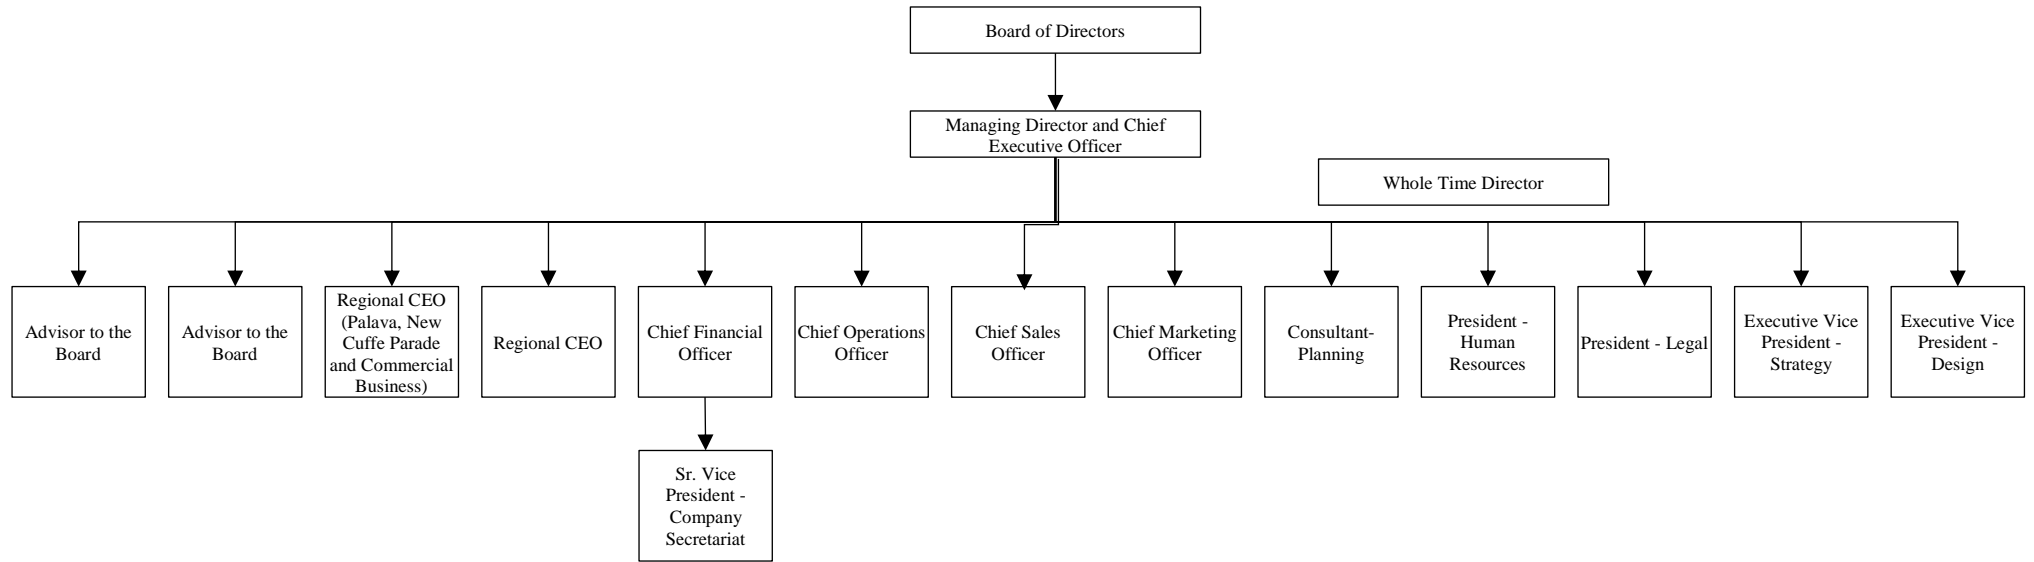 Board of Directors
Managing Director and Chief
Executive Officer
Whole Time Director
Advisor to the
Board
Advisor to the
Board
Regional CEO
(Palava, New
Cuffe Parade
and Commercial
Business)
Regional CEO
Chief Financial
Officer
Chief Operations
Officer
Chief Sales
Officer
Chief Marketing
Officer
Consultant-
Planning
President -
Human
Resources
President - Legal
Executive Vice
President -
Strategy
Executive Vice
President -
Design
Sr. Vice
President -
Company
Secretariat